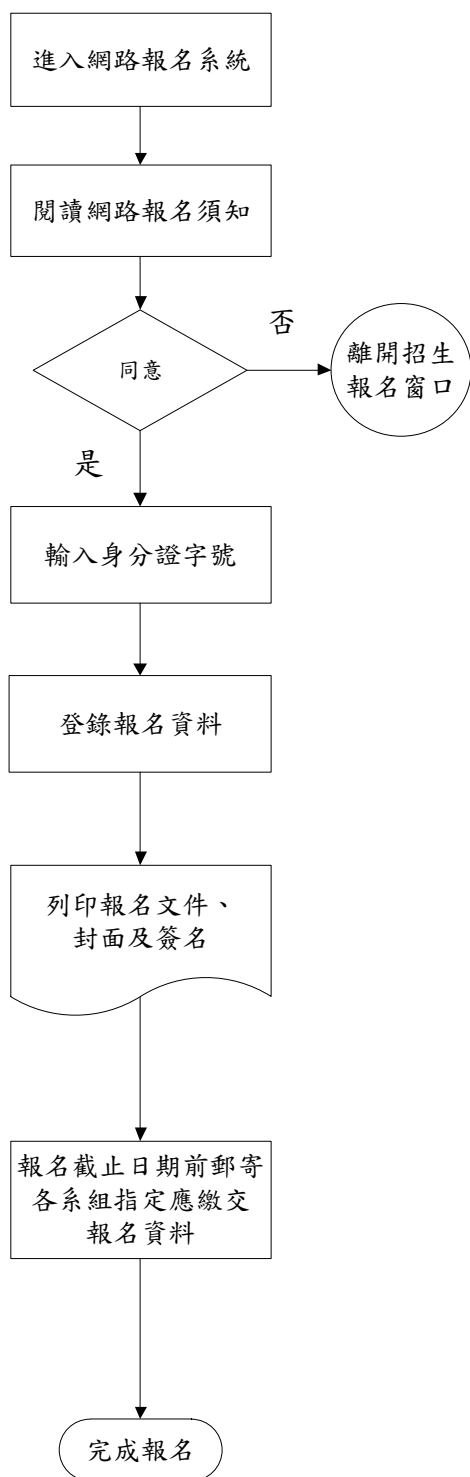 進入網路報名系統
閱讀網路報名須知
同意
否
離開招生
報名窗口
是
輸入身分證字號
登錄報名資料
列印報名文件、
封面及簽名
報名截止日期前郵寄
各系組指定應繳交
報名資料
完成報名